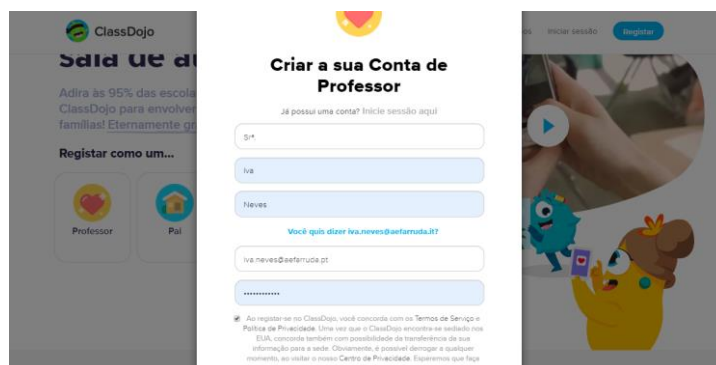 ClassDojo
Iniciar sessão
Registar
Sala de au
Adira às 95% das escola
ClassDojo para envolver
famílias! Eternamente gr
Registar como um...
Professor
Pai
Criar a sua Conta de
Professor
Já possui uma conta? Inicie sessão aqui
Srª.
Iva
Neves
Você quis dizer iva.neves@aefarruda.it?
iva.neves@aefarruda.pt
••••••••••••
Ao registar-se no ClassDojo, você concorda com os Termos de Serviço e
Política de Privacidade. Uma vez que o ClassDojo encontra-se sediado nos
EUA, concorda também com possibilidade da transferência da sua
informação para a sede. Obviamente, é possível derrogar a qualquer
momento, ao visitar o nosso Centro de Privacidade. Esperemos que faça